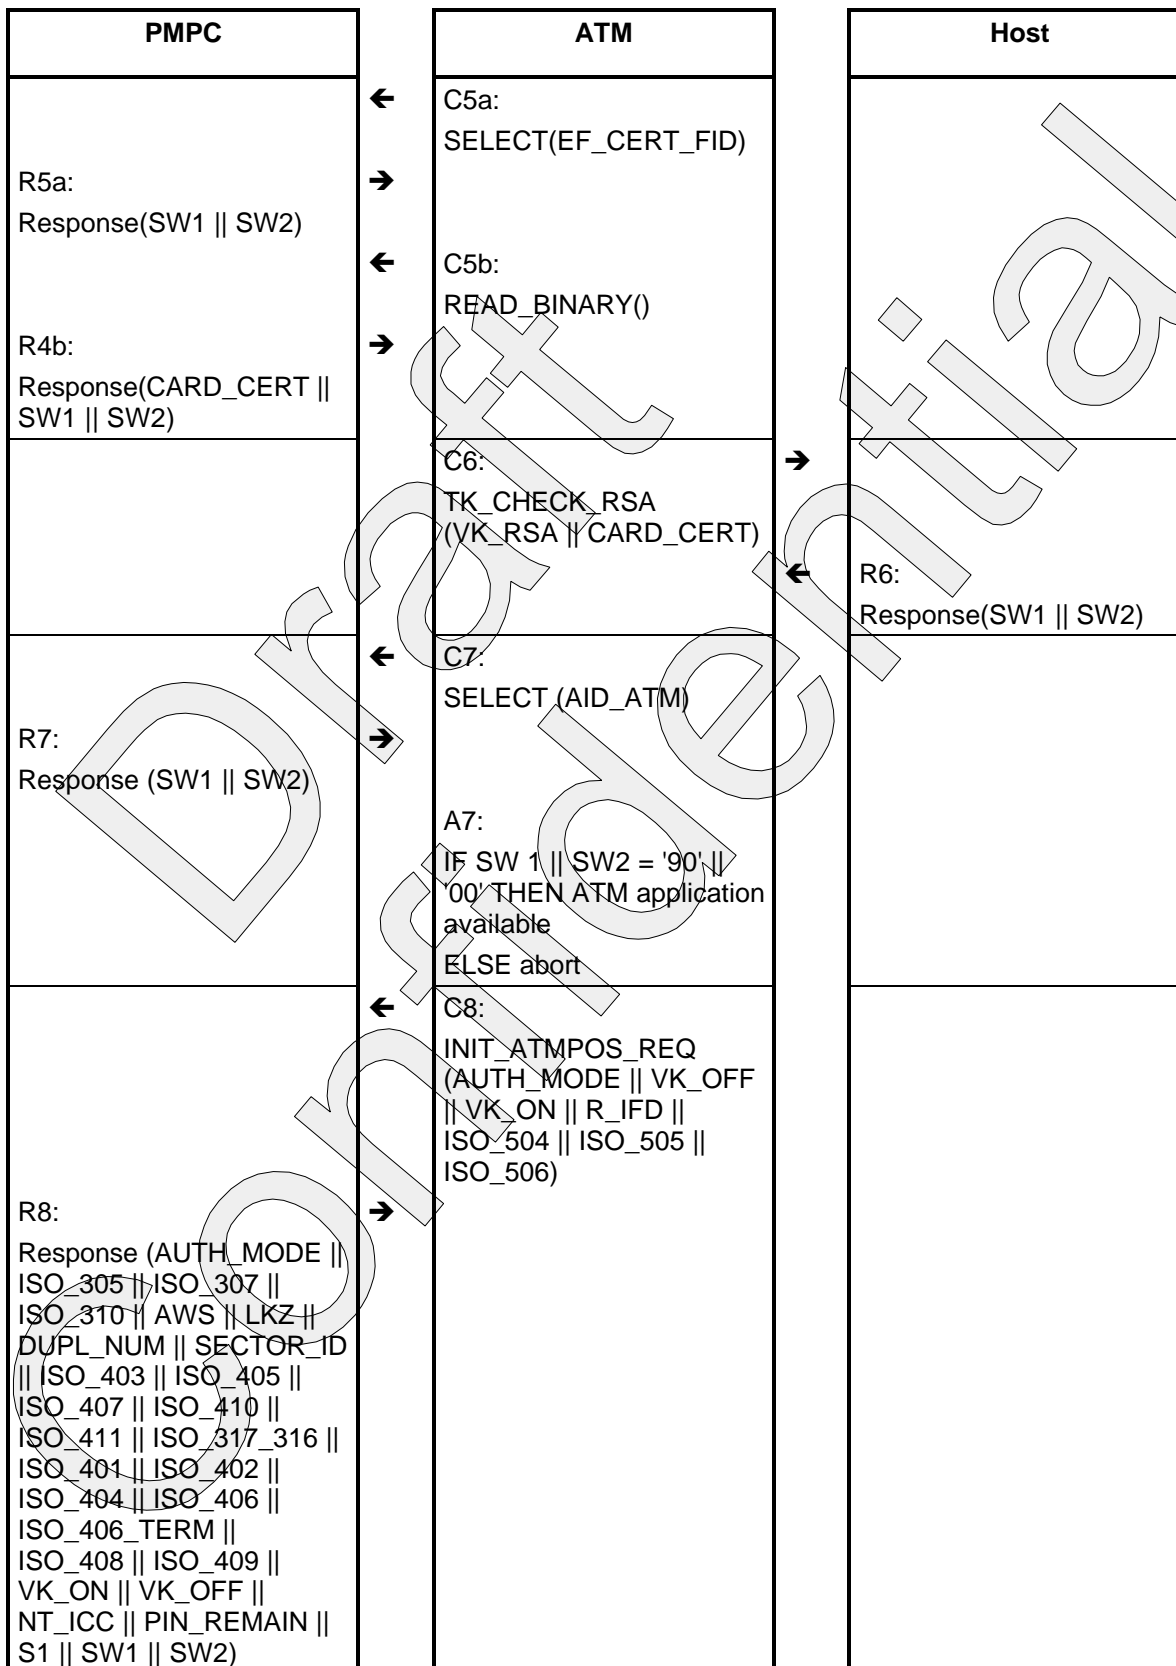 PMPC
ATM
Host
🡸
C5a:
SELECT(EF_CERT_FID)
R5a:
🡺
Response(SW1 || SW2)
🡸
C5b:
READ_BINARY()
R4b:
🡺
Response(CARD_CERT ||
SW1 || SW2)
C6:
🡺
TK_CHECK_RSA
(VK_RSA || CARD_CERT)
🡸
R6:
Response(SW1 || SW2)
🡸
C7:
SELECT (AID_ATM)
R7:
🡺
Response (SW1 || SW2)
A7:
IF SW 1 || SW2 = '90' ||
'00' THEN ATM application
available
ELSE abort
🡸
C8:
INIT_ATMPOS_REQ
(AUTH_MODE || VK_OFF
|| VK_ON || R_IFD ||
ISO_504 || ISO_505 ||
ISO_506)
R8:
🡺
Response (AUTH_MODE ||
ISO_305 || ISO_307 ||
ISO_310 || AWS || LKZ ||
DUPL_NUM || SECTOR_ID
|| ISO_403 || ISO_405 ||
ISO_407 || ISO_410 ||
ISO_411 || ISO_317_316 ||
ISO_401 || ISO_402 ||
ISO_404 || ISO_406 ||
ISO_406_TERM ||
ISO_408 || ISO_409 ||
VK_ON || VK_OFF ||
NT_ICC || PIN_REMAIN ||
S1 || SW1 || SW2)
Draft
Confidential